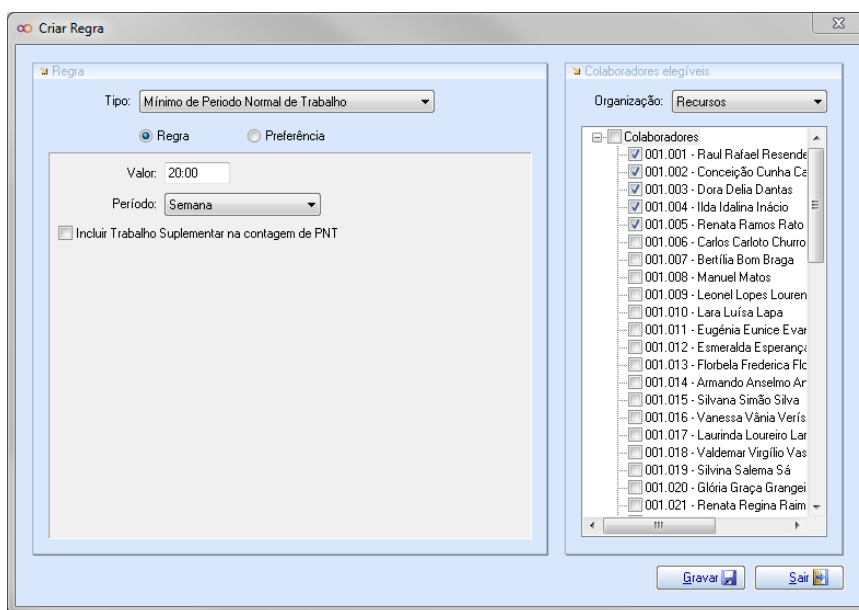 Criar Regra
Regra
Tipo: Mínimo de Periodo Normal de Trabalho
Regra Preferência
Valor: 20:00
Período: Semana
Incluir Trabalho Suplementar na contagem de PNT
Colaboradores elegíveis
Organização: Recursos
Colaboradores
001.001 - Raul Rafael Resende
001.002 - Conceição Cunha Ca
001.003 - Dora Delia Dantas
001.004 - Ilda Idalina Inácio
001.005 - Renata Ramos Rato
001.006 - Carlos Carloto Churro
001.007 - Bertília Bom Braga
001.008 - Manuel Matos
001.009 - Leonel Lopes Louren
001.010 - Lara Luísa Lapa
001.011 - Eugénia Eunice Evar
001.012 - Esmeralda Esperança
001.013 - Florbela Frederica Flc
001.014 - Armando Anselmo Ar
001.015 - Silvana Simão Silva
001.016 - Vanessa Vânia Verís
001.017 - Laurinda Loureiro Lar
001.018 - Valdemar Virgílio Vas
001.019 - Silvina Salema Sá
001.020 - Glória Graça Grangei
001.021 - Renata Regina Raim
Gravar Sair